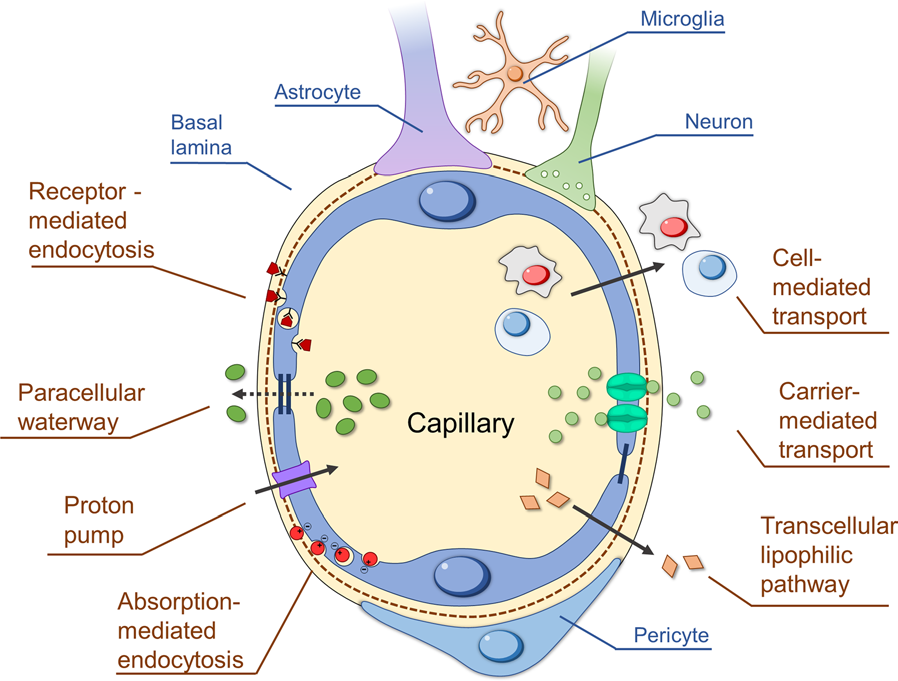 Microglia
Astrocyte
Basal
lamina
Neuron
Receptor -
mediated
endocytosis
Cell-
mediated
transport
Paracellular
waterway
Capillary
Carrier-
mediated
transport
Proton
pump
Transcellular
lipophilic
pathway
Absorption-
mediated
endocytosis
Pericyte